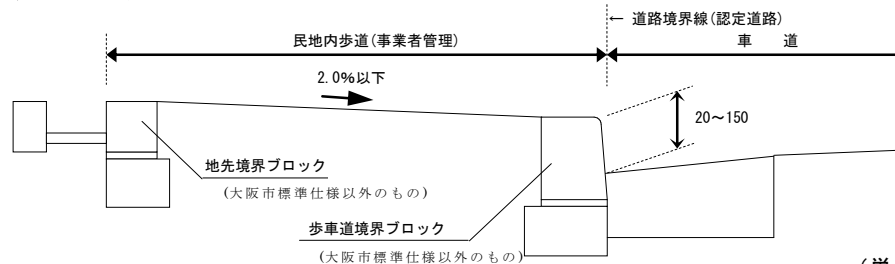 ← 道路境界線(認定道路)
民地内歩道(事業者管理)
車　道
2.0%以下
20～150
地先境界ブロック
(大阪市標準仕様以外のもの)
歩車道境界ブロック
(大阪市標準仕様以外のもの)